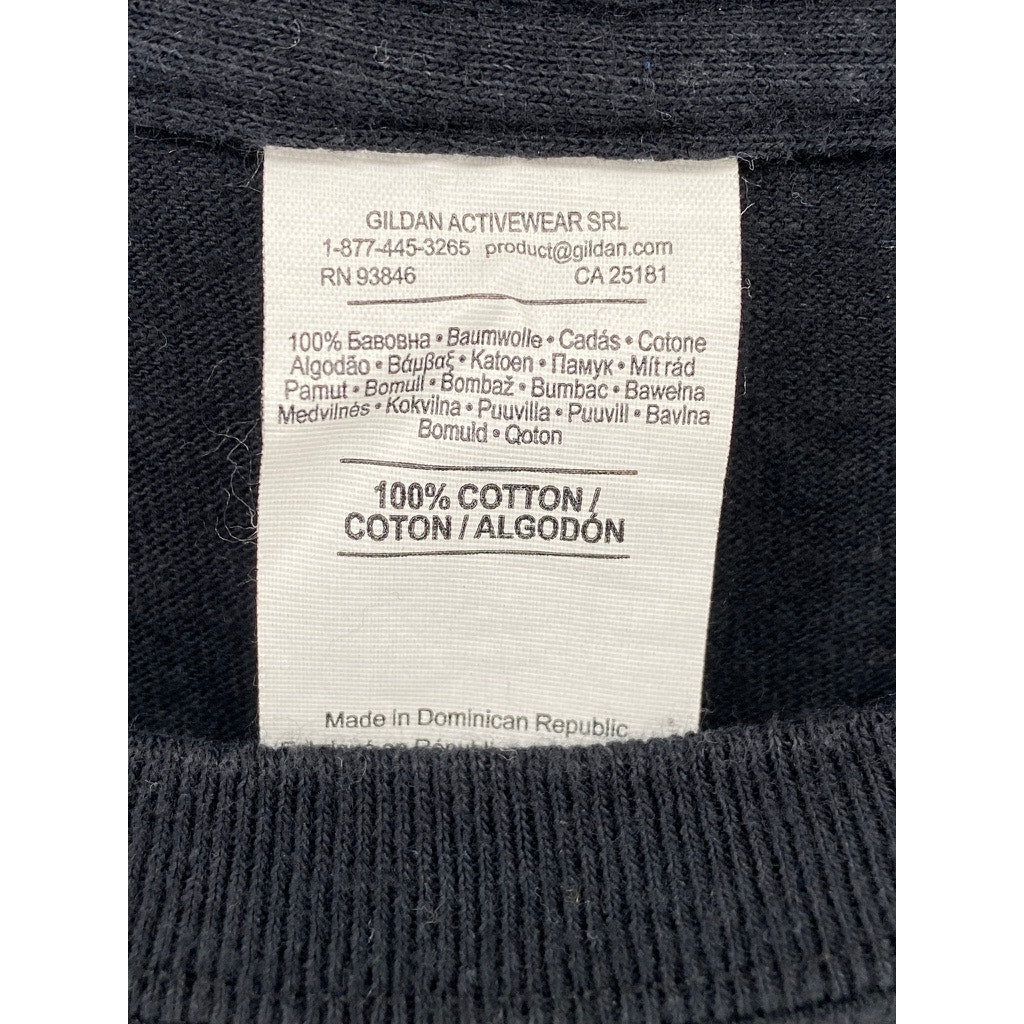 GILDAN ACTIVEWEAR SRL
1-877-445-3265 product@gildan.com
RN 93846 CA 25181
100% Бавовна • Baumwolle • Cadás • Cotone
Algodão • Βάμβαξ • Katoen • Памук • Mít rád
Pamut • Bomull • Bombaž • Bumbac • Bawełna
Medvilnės • Kokvilna • Puuvilla • Puuvill • Bavlna
Bomuld • Qoton
100% COTTON /
COTON / ALGODÓN
Made in Dominican Republic
en